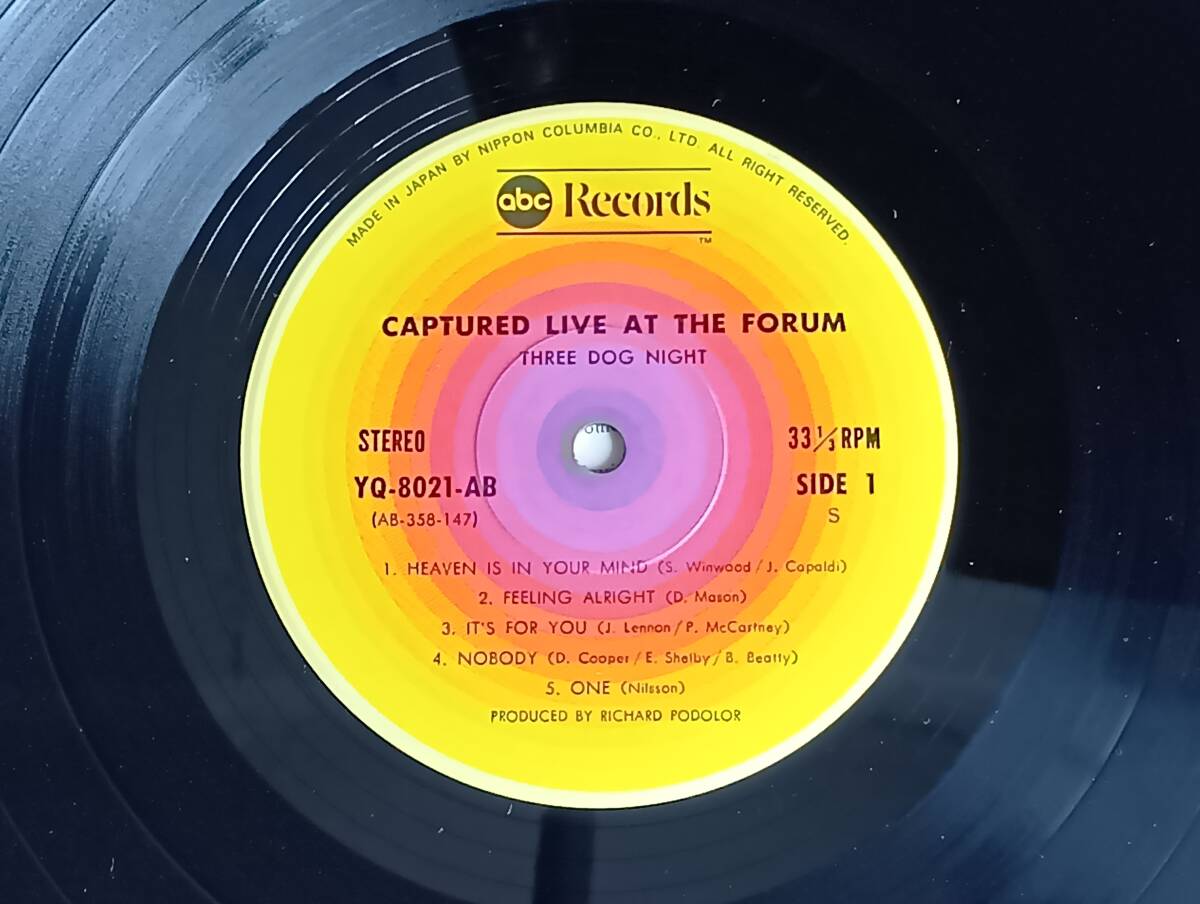 MADE IN JAPAN BY NIPPON COLUMBIA CO., LTD. ALL RIGHT RESERVED.
abc Records
TM
CAPTURED LIVE AT THE FORUM
THREE DOG NIGHT
STEREO
33 1/3 RPM
YQ-8021-AB
SIDE 1
(AB-358-147)
S
1. HEAVEN IS IN YOUR MIND (S. Winwood / J. Capaldi)
2. FEELING ALRIGHT (D. Mason)
3. IT'S FOR YOU (J. Lennon / P. McCartney)
4. NOBODY (D. Cooper / E. Shelby / B. Beatty)
5. ONE (Nilsson)
PRODUCED BY RICHARD PODOLOR